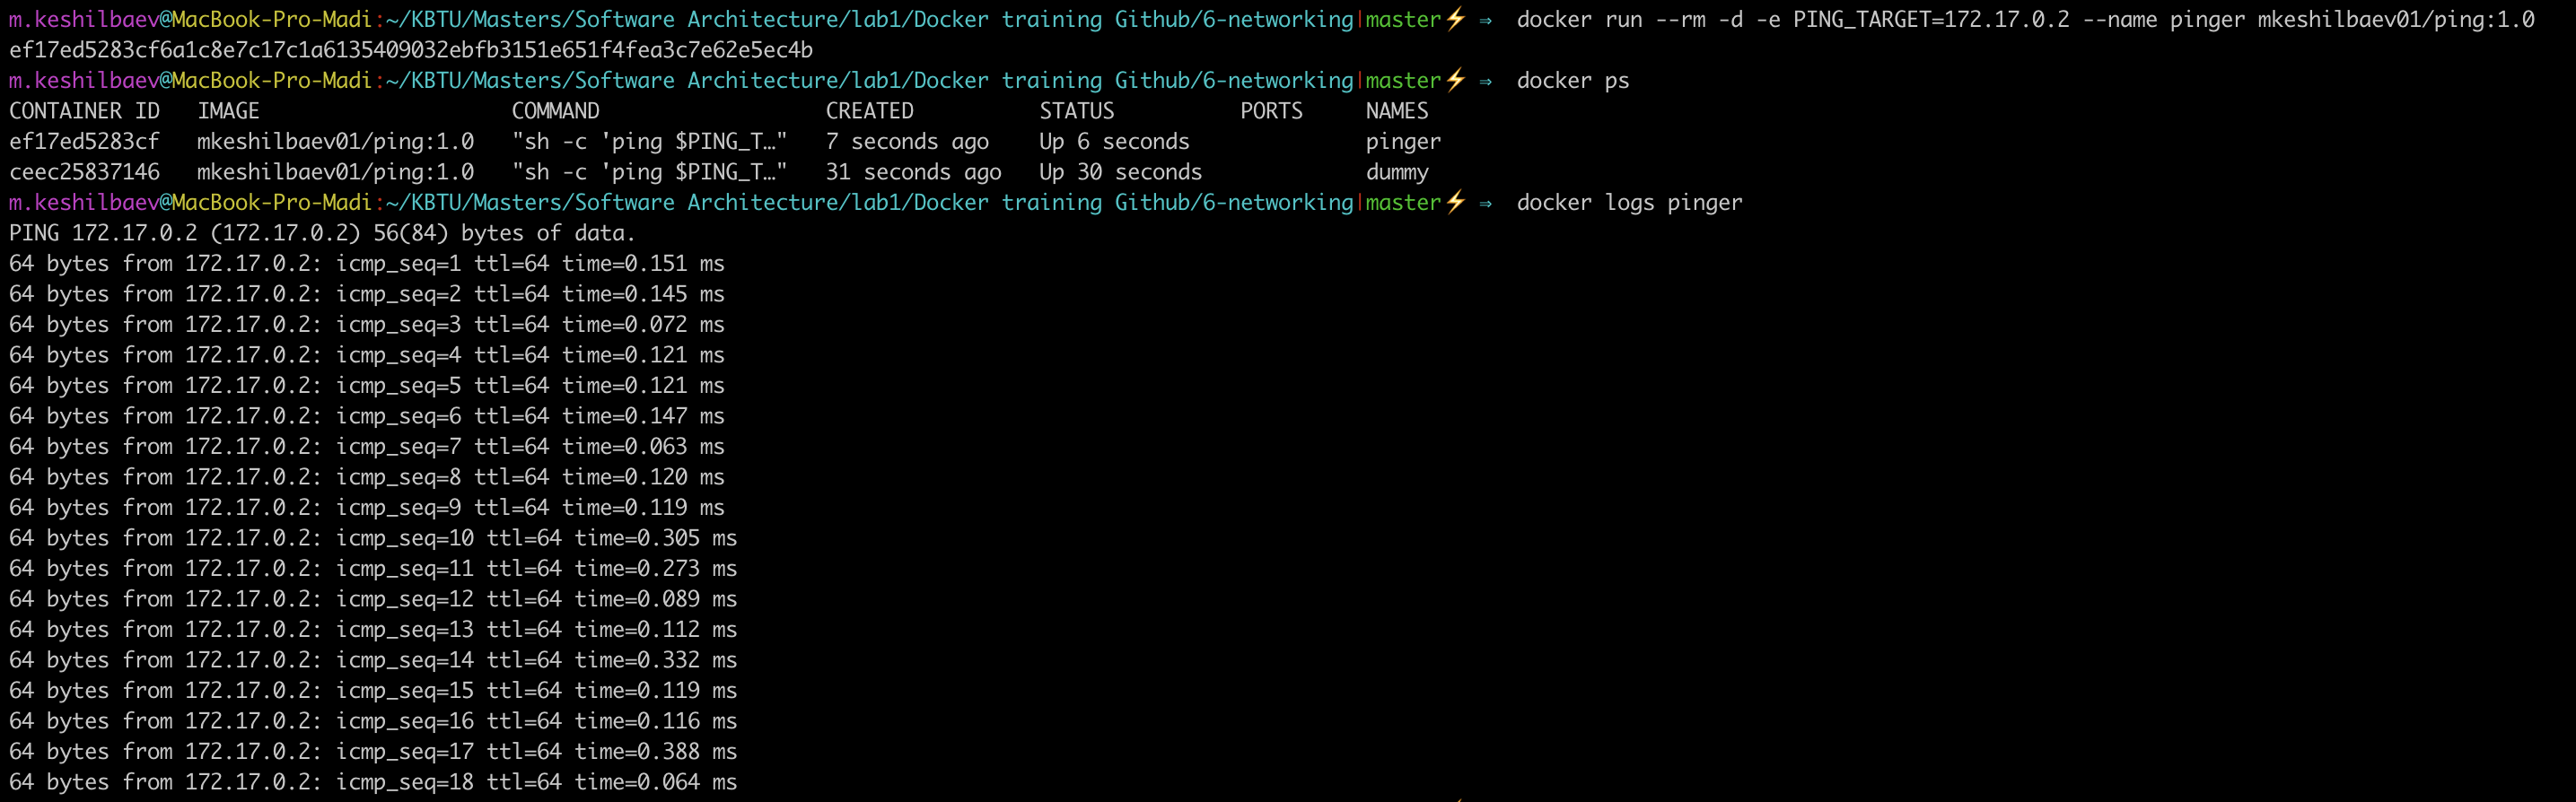 m.keshilbaev@MacBook-Pro-Madi:~/KBTU/Masters/Software Architecture/lab1/Docker training Github/6-networking|master⚡ ⇒  docker run --rm -d -e PING_TARGET=172.17.0.2 --name pinger mkeshilbaev01/ping:1.0
ef17ed5283cf6a1c8e7c17c1a6135409032ebfb3151e651f4fea3c7e62e5ec4b
m.keshilbaev@MacBook-Pro-Madi:~/KBTU/Masters/Software Architecture/lab1/Docker training Github/6-networking|master⚡ ⇒  docker ps
CONTAINER ID   IMAGE                    COMMAND                  CREATED          STATUS          PORTS     NAMES
ef17ed5283cf   mkeshilbaev01/ping:1.0   "sh -c 'ping $PING_T…"   7 seconds ago    Up 6 seconds              pinger
ceec25837146   mkeshilbaev01/ping:1.0   "sh -c 'ping $PING_T…"   31 seconds ago   Up 30 seconds             dummy
m.keshilbaev@MacBook-Pro-Madi:~/KBTU/Masters/Software Architecture/lab1/Docker training Github/6-networking|master⚡ ⇒  docker logs pinger
PING 172.17.0.2 (172.17.0.2) 56(84) bytes of data.
64 bytes from 172.17.0.2: icmp_seq=1 ttl=64 time=0.151 ms
64 bytes from 172.17.0.2: icmp_seq=2 ttl=64 time=0.145 ms
64 bytes from 172.17.0.2: icmp_seq=3 ttl=64 time=0.072 ms
64 bytes from 172.17.0.2: icmp_seq=4 ttl=64 time=0.121 ms
64 bytes from 172.17.0.2: icmp_seq=5 ttl=64 time=0.121 ms
64 bytes from 172.17.0.2: icmp_seq=6 ttl=64 time=0.147 ms
64 bytes from 172.17.0.2: icmp_seq=7 ttl=64 time=0.063 ms
64 bytes from 172.17.0.2: icmp_seq=8 ttl=64 time=0.120 ms
64 bytes from 172.17.0.2: icmp_seq=9 ttl=64 time=0.119 ms
64 bytes from 172.17.0.2: icmp_seq=10 ttl=64 time=0.305 ms
64 bytes from 172.17.0.2: icmp_seq=11 ttl=64 time=0.273 ms
64 bytes from 172.17.0.2: icmp_seq=12 ttl=64 time=0.089 ms
64 bytes from 172.17.0.2: icmp_seq=13 ttl=64 time=0.112 ms
64 bytes from 172.17.0.2: icmp_seq=14 ttl=64 time=0.332 ms
64 bytes from 172.17.0.2: icmp_seq=15 ttl=64 time=0.119 ms
64 bytes from 172.17.0.2: icmp_seq=16 ttl=64 time=0.116 ms
64 bytes from 172.17.0.2: icmp_seq=17 ttl=64 time=0.388 ms
64 bytes from 172.17.0.2: icmp_seq=18 ttl=64 time=0.064 ms